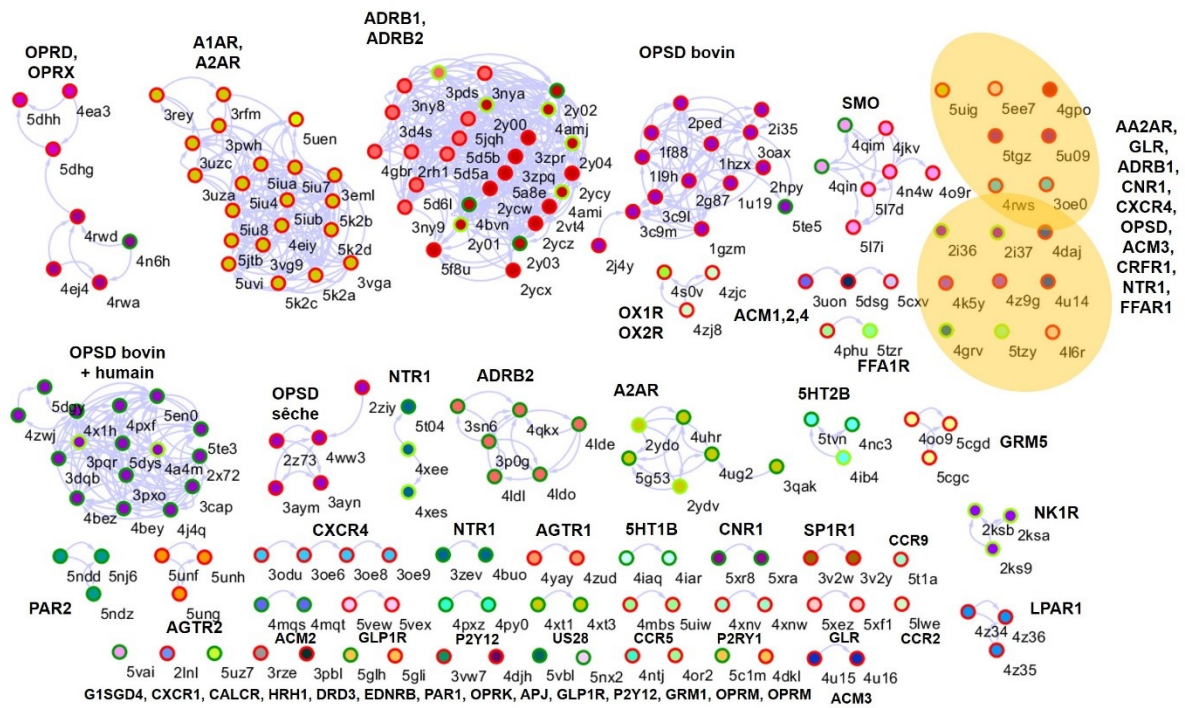 OPRD,
OPRX
4ea3
5dhh
5dhg
4rwd
4n6h
4ej4
4rwa
A1AR,
A2AR
3rey
3rfm
5uen
3pwh
3uzc
5iua
5iu7
3eml
3uza
5iu4
5iub
5k2b
5iu8
4eiy
5k2d
5jtb
3vg9
3vga
5uvi
5k2c
5k2a
ADRB1,
ADRB2
3pds
3nya
2y02
3ny8
2y00
4amj
3d4s
5jqh
3zpr
5d5b
2y04
4gbr
2rh1
5d5a
3zpq
5a8e
2ycy
5d6l
2ycw
4ami
3ny9
4bvn
2vt4
2y01
2ycz
2y03
5f8u
2ycx
OPSD bovin
2ped
2i35
1f88
3oax
1l9h
1hzx
2hpy
2g87
1u19
3c9l
5te5
3c9m
1gzm
2j4y
SMO
4qim
4jkv
4qin
4n4w
4o9r
5l7d
5l7i
4s0v
4zjc
4zj8
OX1R
OX2R
ACM1,2,4
3uon
5dsg
5cxv
4phu
5tzr
FFA1R
5uig
5ee7
4gpo
5tgz
5u09
4rws
3oe0
2i36
2i37
4daj
4k5y
4z9g
4u14
4grv
5tzy
4l6r
AA2AR,
GLR,
ADRB1,
CNR1,
CXCR4,
OPSD,
ACM3,
CRFR1,
NTR1,
FFAR1
OPSD bovin
+ humain
5dgy
5en0
4zwj
4x1h
4pxf
5te3
3pqr
5dys
4a4m
2x72
3dqb
3pxo
3cap
4bez
4bey
4j4q
OPSD
sêche
2ziy
2z73
4ww3
3aym
3ayn
NTR1
5t04
4xee
4xes
ADRB2
3sn6
4qkx
4lde
3p0g
4ldl
4ldo
A2AR
2ydo
4uhr
5g53
4ug2
3qak
2ydv
5HT2B
5tvn
4nc3
4ib4
4oo9
5cgd
5cgc
GRM5
NK1R
2ksb
2ksa
2ks9
5ndd
5nj6
5ndz
PAR2
5unf
5unh
5ung
AGTR2
CXCR4
3odu
3oe6
3oe8
3oe9
NTR1
3zev
4buo
AGTR1
4yay
4zud
5HT1B
4iaq
4iar
CNR1
5xr8
5xra
SP1R1
3v2w
3v2y
CCR9
5t1a
4mqs
4mqt
ACM2
5vew
5vex
GLP1R
4pxz
4py0
P2Y12
4xt1
4xt3
US28
4mbs
5uiw
CCR5
4xnv
4xnw
P2RY1
5xez
5xf1
GLR
5lwe
CCR2
LPAR1
4z34
4z36
4z35
5vai
2lnl
5uz7
3rze
3pbl
5glh
5gli
3vw7
4djh
5vbl
5nx2
4ntj
4or2
5c1m
4dkl
4u15
4u16
ACM3
G1SGD4, CXCR1, CALCR, HRH1, DRD3, EDNRB, PAR1, OPRK, APJ, GLP1R, P2Y12, GRM1, OPRM, OPRM